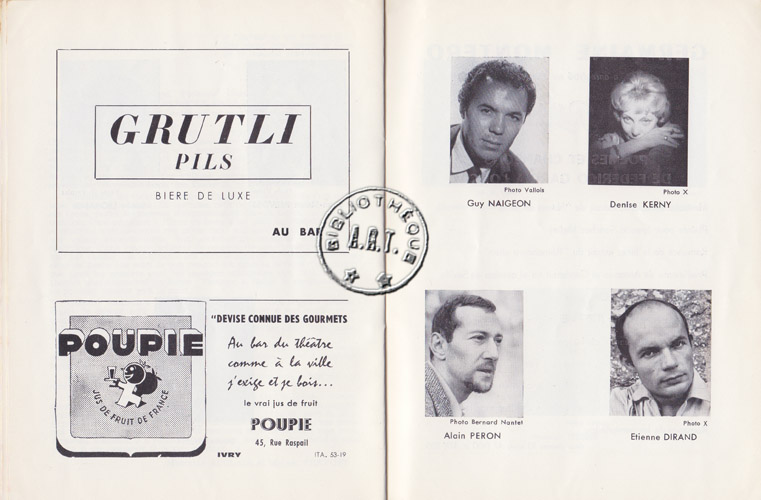 GRUTLI
PILS
BIERE DE LUXE
AU BAR
BIBLIOTHÈQUE
A.R.T.
POUPIE
JUS DE FRUIT DE FRANCE
"DEVISE CONNUE DES GOURMETS
Au bar du théâtre
comme à la ville
j'exige et je bois...
le vrai jus de fruit
POUPIE
45, Rue Raspail
IVRY
ITA. 53-19
Photo Vallois
Guy NAIGEON
Photo X
Denise KERNY
Photo Bernard Nantet
Alain PERON
Photo X
Etienne DIRAND